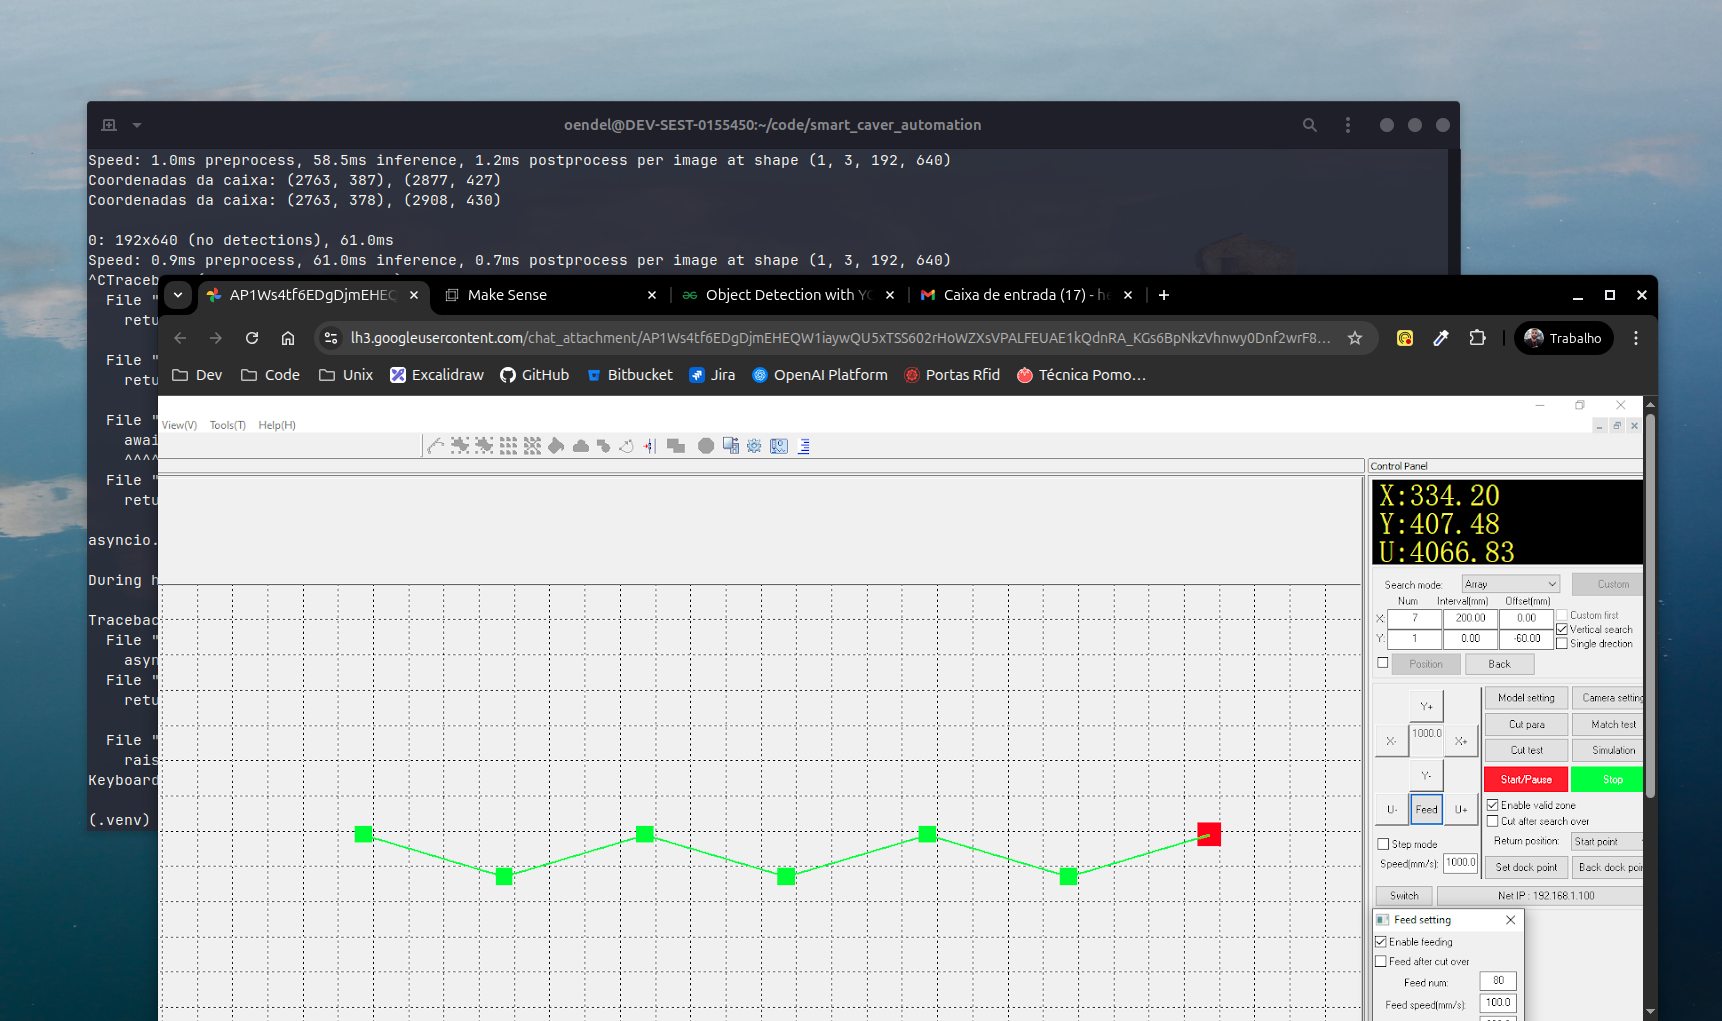 oendel@DEV-SEST-0155450:~/code/smart_caver_automation
Speed: 1.0ms preprocess, 58.5ms inference, 1.2ms postprocess per image at shape (1, 3, 192, 640)
Coordenadas da caixa: (2763, 387), (2877, 427)
Coordenadas da caixa: (2763, 378), (2908, 430)
0: 192x640 (no detections), 61.0ms
Speed: 0.9ms preprocess, 61.0ms inference, 0.7ms postprocess per image at shape (1, 3, 192, 640)
^CTraceb
File "
retu
File "
retu
File "
awai
^^^^
File "
retu
asyncio.
During h
Tracebac
File "
asyn
File "
retu
File "
rais
Keyboard
(.venv)
AP1Ws4tf6EDgDjmEHEQ
Make Sense
Object Detection with YO
Caixa de entrada (17) - he
lh3.googleusercontent.com/chat_attachment/AP1Ws4tf6EDgDjmEHEQW1iaywQU5xTSS602rHoWZXsVPALFEUAE1kQdnRA_KGs6BpNkzVhnwy0Dnf2wrF8...
Trabalho
Dev
Code
Unix
Excalidraw
GitHub
Bitbucket
Jira
OpenAI Platform
Portas Rfid
Técnica Pomo...
View(V) Tools(T) Help(H)
Control Panel
X:334.20
Y:407.48
U:4066.83
Search mode: Array Custom
Num Interval(mm) Offset(mm)
X: 7 200.00 0.00
Y: 1 0.00 -60.00
Custom first
Vertical search
Single direction
Position Back
Y+
X- 1000.0 X+
Y-
U- Feed U+
Model setting Camera setting
Cut para Match test
Cut test Simulation
Start/Pause Stop
Enable valid zone
Cut after search over
Return position: Start point
Step mode
Speed(mm/s): 1000.0
Set dock point Back dock poi
Switch Net IP : 192.168.1.100
Feed setting
Enable feeding
Feed after cut over
Feed num: 80
Feed speed(mm/s): 100.0